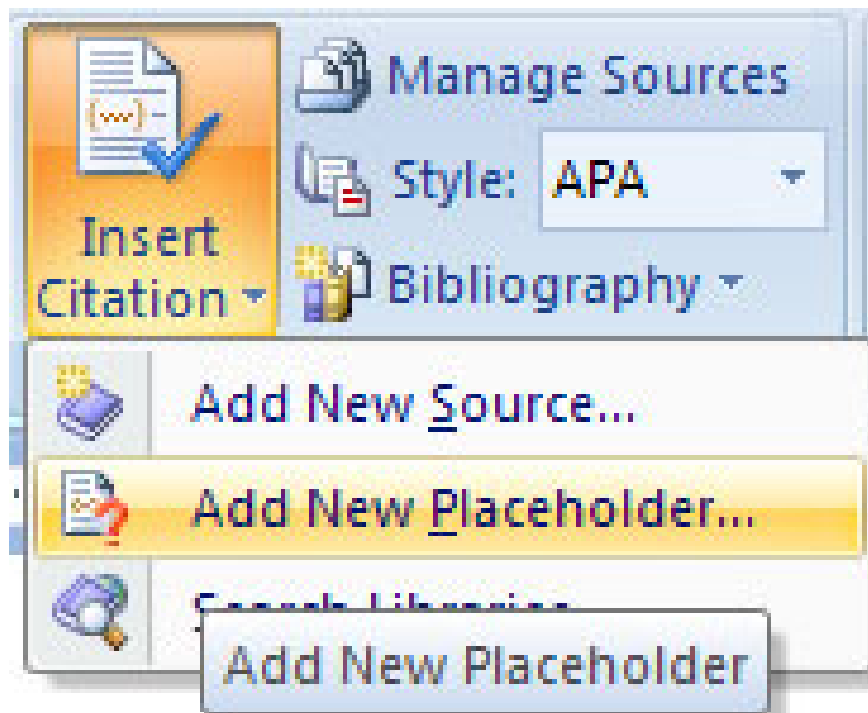 Insert
Citation
Manage Sources
Style: APA
Bibliography
Add New Source...
Add New Placeholder...
Add New Placeholder